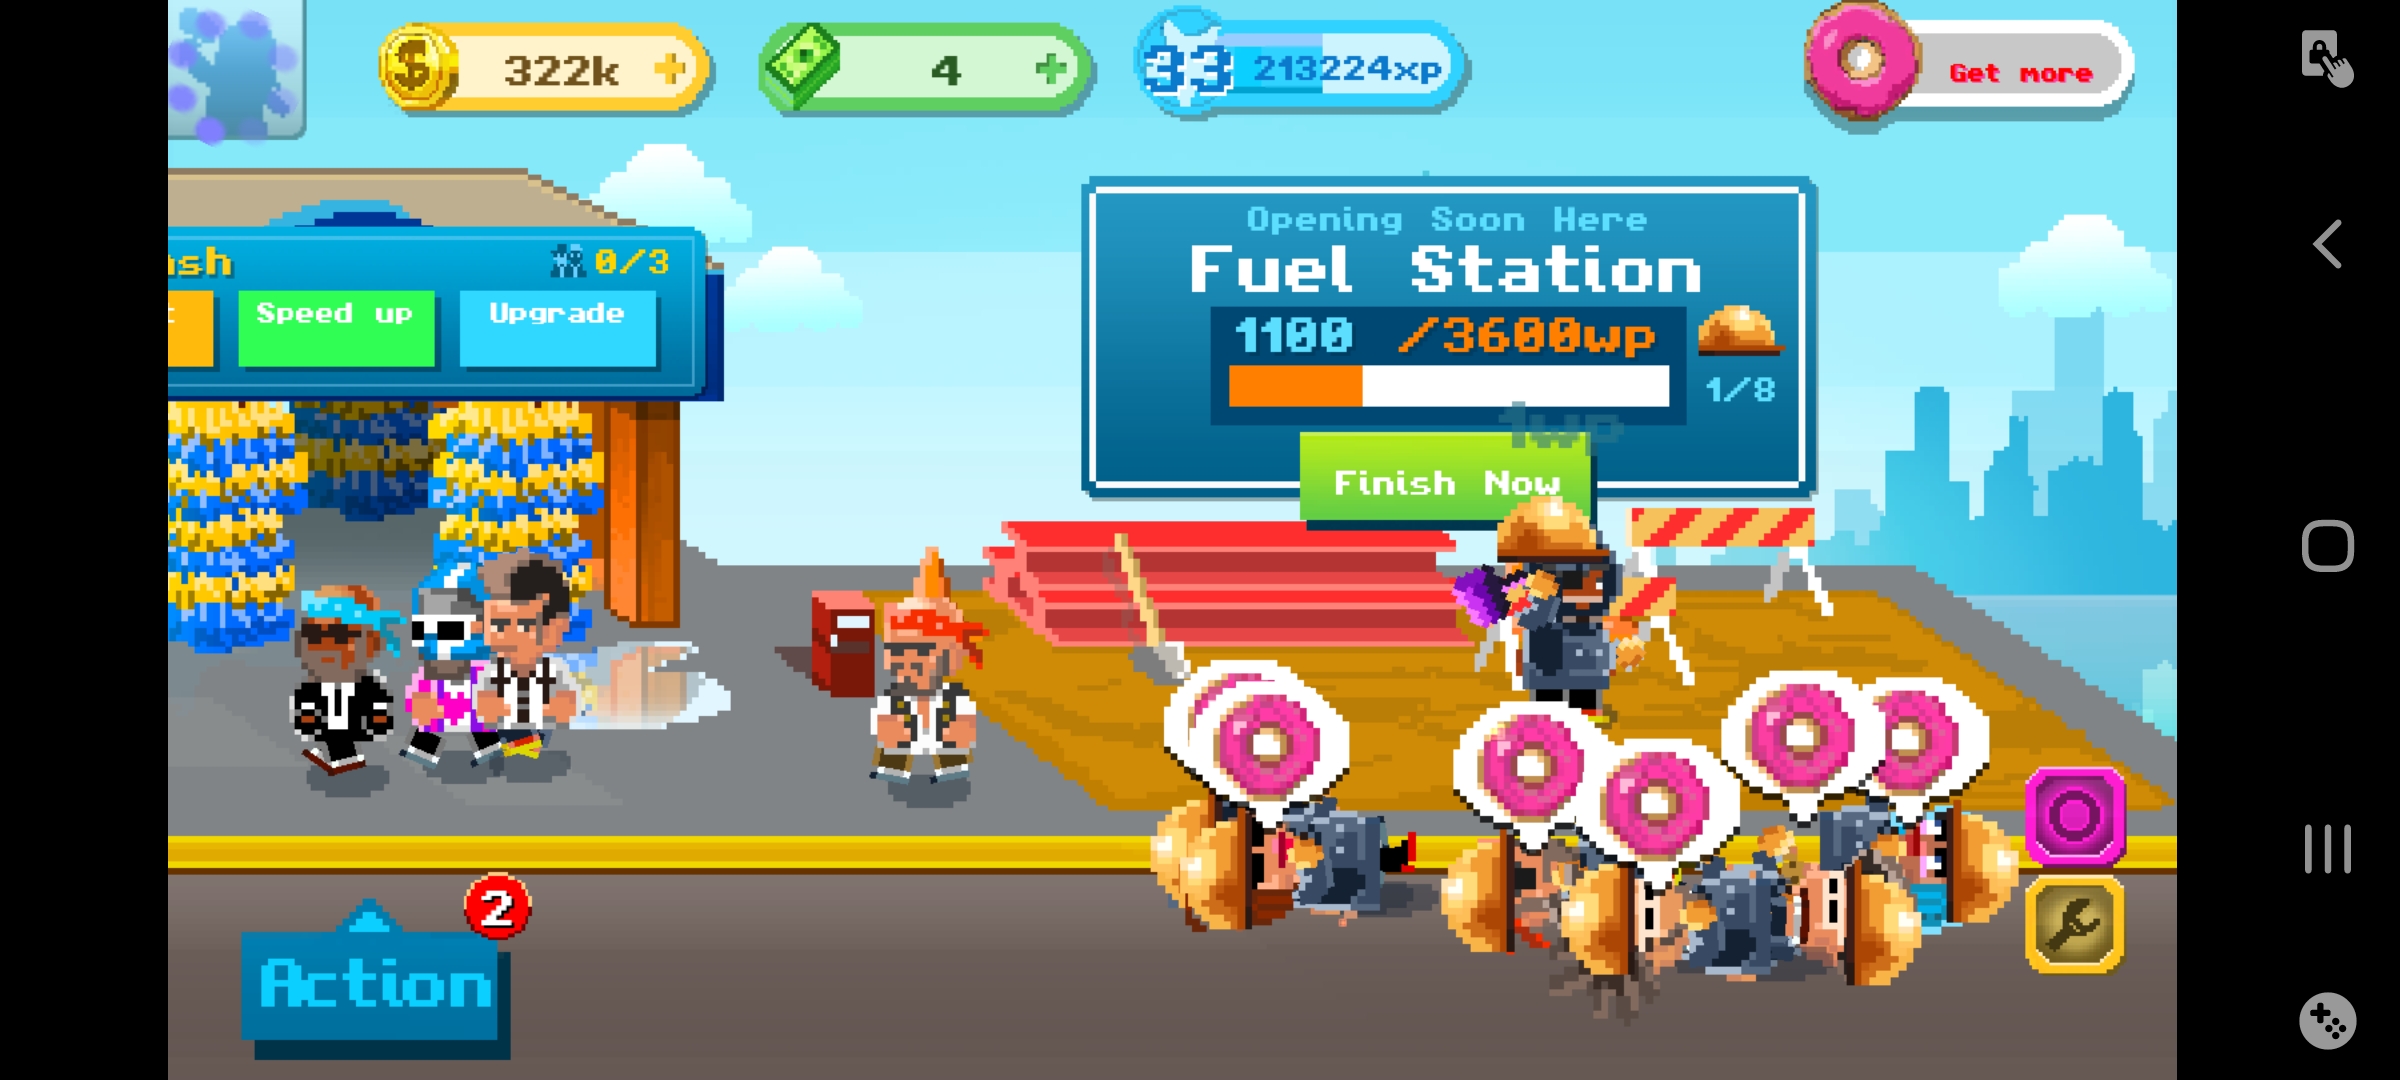 322k
4
33 213224xp
Get more
Opening Soon Here
Fuel Station
1100 /3600wp
1/8
1wp
Finish Now
0/3
Speed up
Upgrade
2
Action